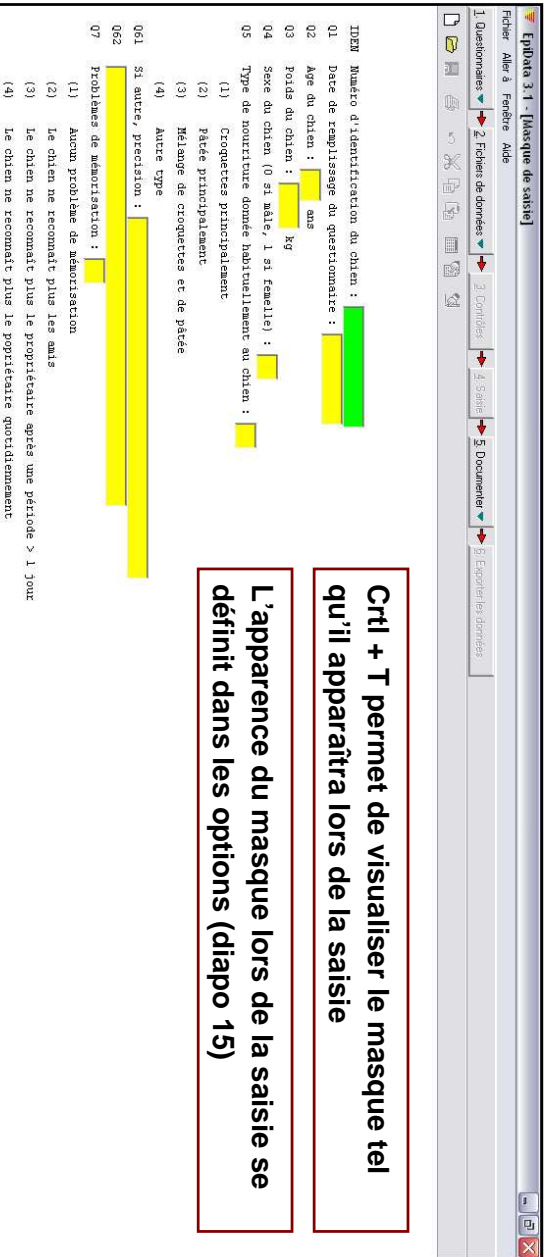 EpiData 3.1 - [Masque de saisie]
Fichier Aller à Fenêtre Aide
1. Questionnaires 2. Fichiers de données 3. Contrôles 4. Saisie 5. Documenter 6. Exporter les données
IDEN Numéro d'identification du chien :
Q1 Date de remplissage du questionnaire :
Q2 Age du chien : ans
Q3 Poids du chien : kg
Q4 Sexe du chien (0 si mâle, 1 si femelle) :
Q5 Type de nourriture donnée habituellement au chien :
(1) Croquettes principalement
(2) Pâtée principalement
(3) Mélange de croquettes et de pâtée
(4) Autre type
Q61 Si autre, precision :
Q62
Q7 Problèmes de mémorisation :
(1) Aucun problème de mémorisation
(2) Le chien ne reconnaît plus les amis
(3) Le chien ne reconnaît plus le propriétaire après une période > 1 jour
(4) Le chien ne reconnaît plus le popriétaire quotidiennement
Crtl + T permet de visualiser le masque tel
qu'il apparaîtra lors de la saisie
L'apparence du masque lors de la saisie se
définit dans les options (diapo 15)